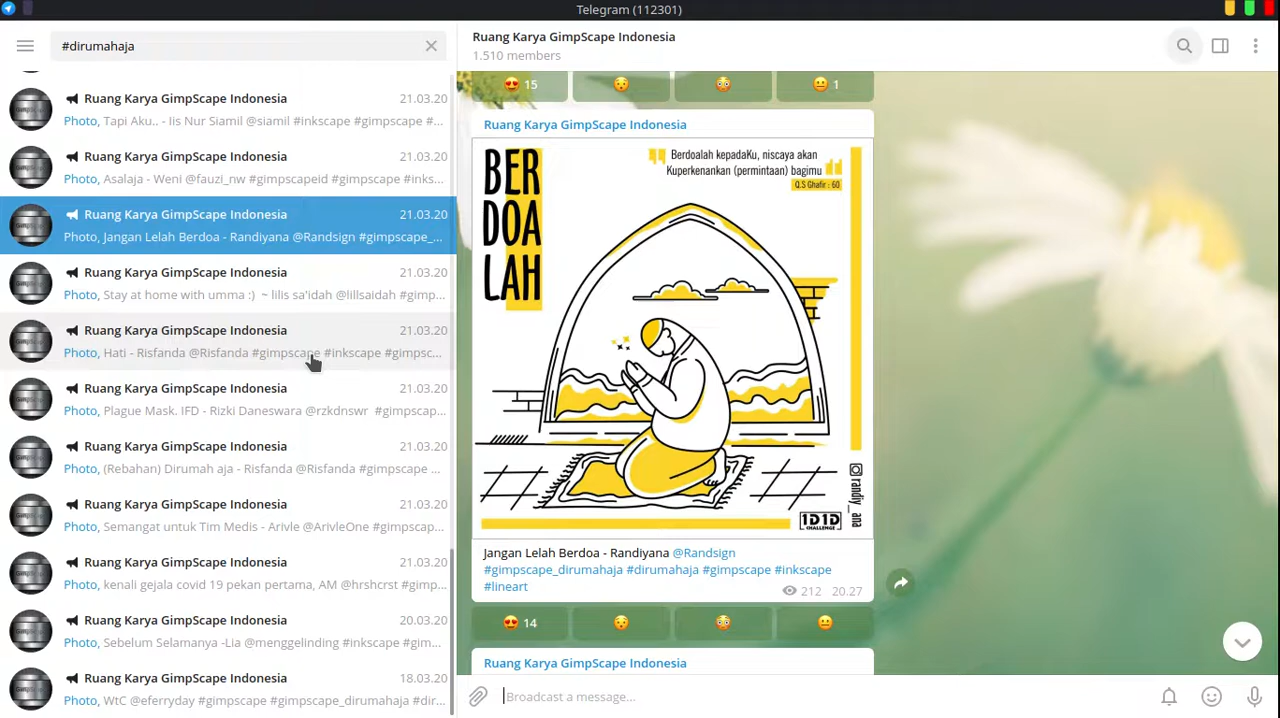 Telegram (112301)
#dirumahaja
Ruang Karya GimpScape Indonesia 21.03.20
Photo, Tapi Aku.. - Iis Nur Siamil @siamil #inkscape #gimpscape #...
Ruang Karya GimpScape Indonesia 21.03.20
Photo, Asalaja - Weni @fauzi_nw #gimpscapeid #gimpscape #inks...
Ruang Karya GimpScape Indonesia 21.03.20
Photo, Jangan Lelah Berdoa - Randiyana @Randsign #gimpscape_...
Ruang Karya GimpScape Indonesia 21.03.20
Photo, Stay at home with umma :) ~ lilis sa'idah @lillsaidah #gimp...
Ruang Karya GimpScape Indonesia 21.03.20
Photo, Hati - Risfanda @Risfanda #gimpscape #inkscape #gimpsc...
Ruang Karya GimpScape Indonesia 21.03.20
Photo, Plague Mask. IFD - Rizki Daneswara @rzkdnswr #gimpscap...
Ruang Karya GimpScape Indonesia 21.03.20
Photo, (Rebahan) Dirumah aja - Risfanda @Risfanda #gimpscape ...
Ruang Karya GimpScape Indonesia 21.03.20
Photo, Semangat untuk Tim Medis - Arivle @ArivleOne #gimpscap...
Ruang Karya GimpScape Indonesia 21.03.20
Photo, kenali gejala covid 19 pekan pertama, AM @hrshcrst #gimp...
Ruang Karya GimpScape Indonesia 20.03.20
Photo, Sebelum Selamanya -Lia @menggelinding #inkscape #gim...
Ruang Karya GimpScape Indonesia 18.03.20
Photo, WtC @eferryday #gimpscape #gimpscape_dirumahaja #dir...
Ruang Karya GimpScape Indonesia
1.510 members
15
1
Ruang Karya GimpScape Indonesia
BER
DOA
LAH
Berdoalah kepadaKu, niscaya akan
Kuperkenankan (permintaan) bagimu
Q.S Ghafir : 60
randiy_ana
1D1D
CHALLENGE
Jangan Lelah Berdoa - Randiyana @Randsign
#gimpscape_dirumahaja #dirumahaja #gimpscape #inkscape
#lineart
212 20.27
14
Ruang Karya GimpScape Indonesia
Broadcast a message...